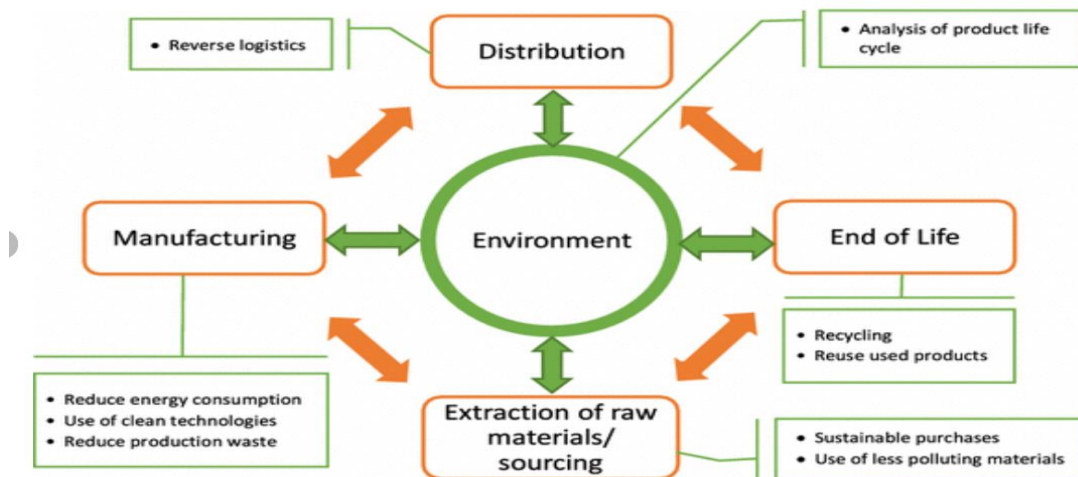 • Reverse logistics
Distribution
• Analysis of product life
cycle
Manufacturing
Environment
End of Life
• Recycling
• Reuse used products
• Reduce energy consumption
• Use of clean technologies
• Reduce production waste
Extraction of raw
materials/
sourcing
• Sustainable purchases
• Use of less polluting materials